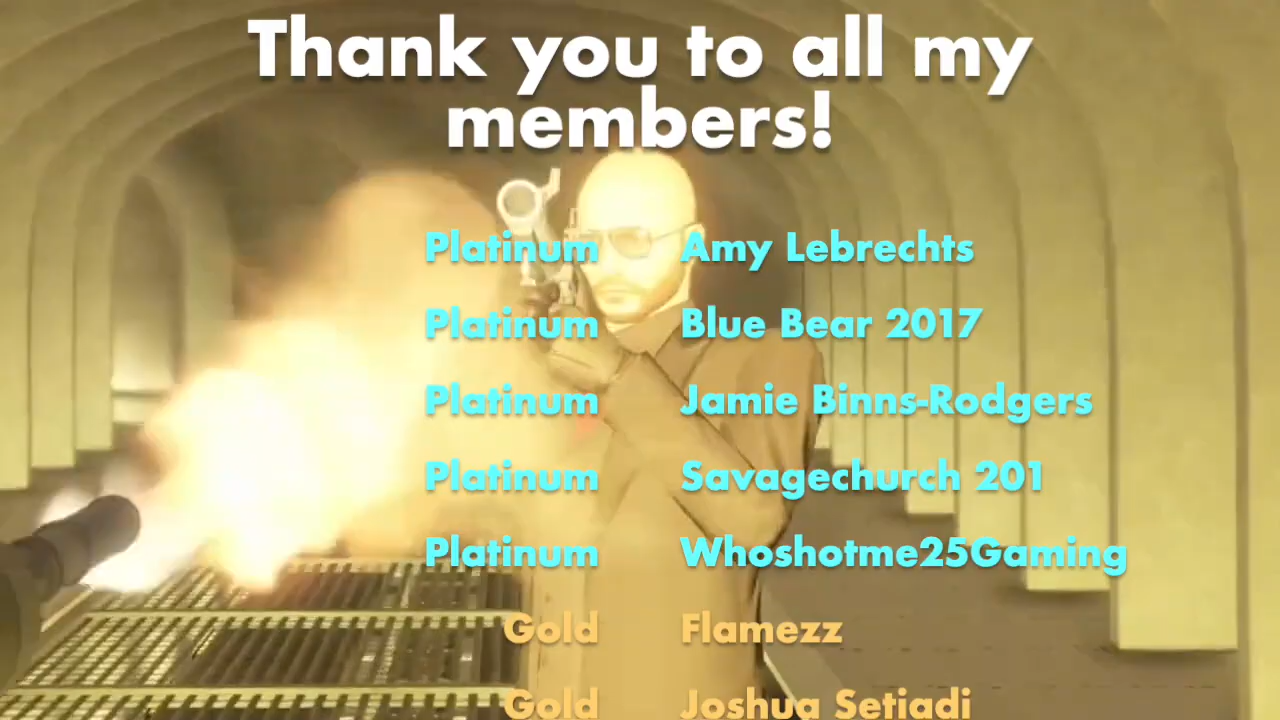 Thank you to all my
members!
Platinum Amy Lebrechts
Platinum Blue Bear 2017
Platinum Jamie Binns-Rodgers
Platinum Savagechurch 201
Platinum Whoshotme25Gaming
Gold Flamezz
Gold Joshua Setiadi